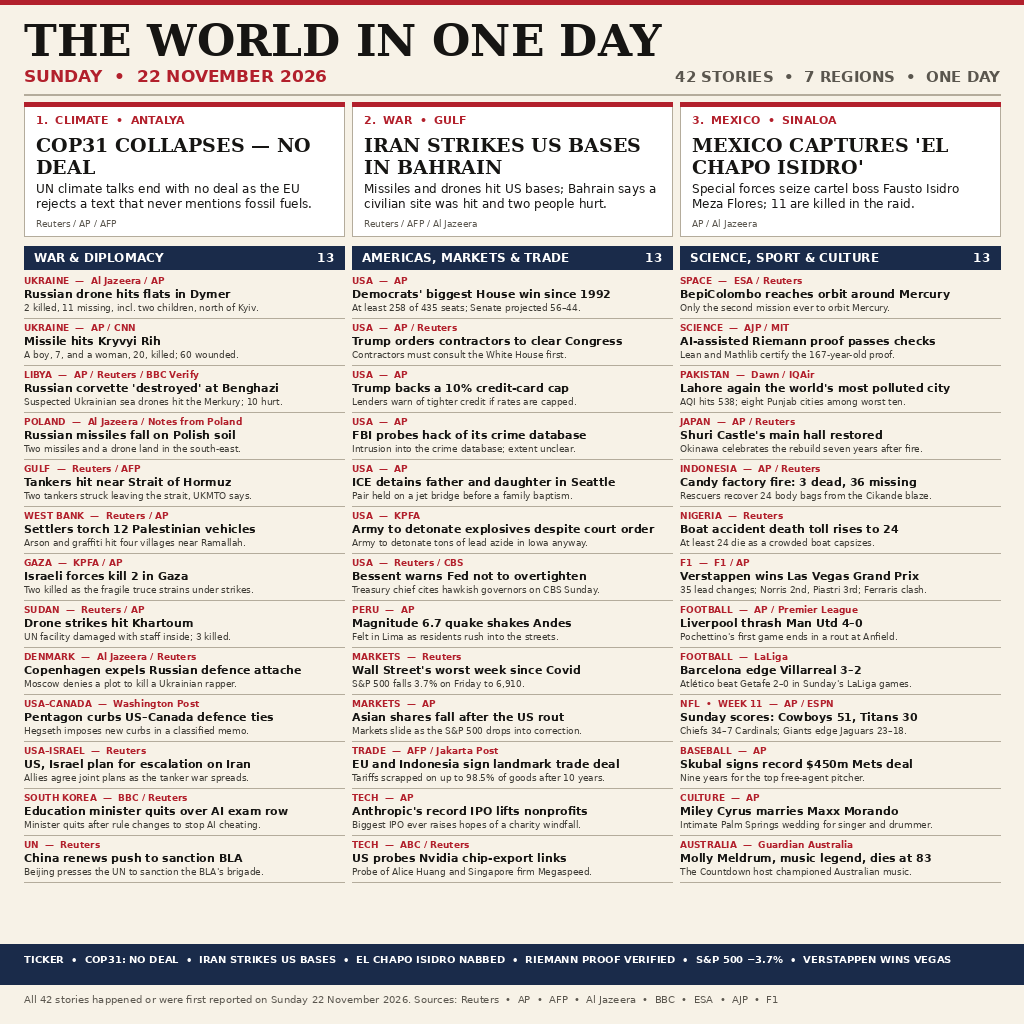 THE WORLD IN ONE DAY
SUNDAY • 22 NOVEMBER 2026
42 STORIES • 7 REGIONS • ONE DAY
1. CLIMATE • ANTALYA
COP31 COLLAPSES — NO
DEAL
UN climate talks end with no deal as the EU
rejects a text that never mentions fossil fuels.
Reuters / AP / AFP
2. WAR • GULF
IRAN STRIKES US BASES
IN BAHRAIN
Missiles and drones hit US bases; Bahrain says a
civilian site was hit and two people hurt.
Reuters / AFP / Al Jazeera
3. MEXICO • SINALOA
MEXICO CAPTURES 'EL
CHAPO ISIDRO'
Special forces seize cartel boss Fausto Isidro
Meza Flores; 11 are killed in the raid.
AP / Al Jazeera
WAR & DIPLOMACY 13
UKRAINE — Al Jazeera / AP
Russian drone hits flats in Dymer
2 killed, 11 missing, incl. two children, north of Kyiv.
UKRAINE — AP / CNN
Missile hits Kryvyi Rih
A boy, 7, and a woman, 20, killed; 60 wounded.
LIBYA — AP / Reuters / BBC Verify
Russian corvette 'destroyed' at Benghazi
Suspected Ukrainian sea drones hit the Merkury; 10 hurt.
POLAND — Al Jazeera / Notes from Poland
Russian missiles fall on Polish soil
Two missiles and a drone land in the south-east.
GULF — Reuters / AFP
Tankers hit near Strait of Hormuz
Two tankers struck leaving the strait, UKMTO says.
WEST BANK — Reuters / AP
Settlers torch 12 Palestinian vehicles
Arson and graffiti hit four villages near Ramallah.
GAZA — KPFA / AP
Israeli forces kill 2 in Gaza
Two killed as the fragile truce strains under strikes.
SUDAN — Reuters / AP
Drone strikes hit Khartoum
UN facility damaged with staff inside; 3 killed.
DENMARK — Al Jazeera / Reuters
Copenhagen expels Russian defence attache
Moscow denies a plot to kill a Ukrainian rapper.
USA–CANADA — Washington Post
Pentagon curbs US–Canada defence ties
Hegseth imposes new curbs in a classified memo.
USA–ISRAEL — Reuters
US, Israel plan for escalation on Iran
Allies agree joint plans as the tanker war spreads.
SOUTH KOREA — BBC / Reuters
Education minister quits over AI exam row
Minister quits after rule changes to stop AI cheating.
UN — Reuters
China renews push to sanction BLA
Beijing presses the UN to sanction the BLA's brigade.
AMERICAS, MARKETS & TRADE 13
USA — AP
Democrats' biggest House win since 1992
At least 258 of 435 seats; Senate projected 56–44.
USA — AP / Reuters
Trump orders contractors to clear Congress
Contractors must consult the White House first.
USA — AP
Trump backs a 10% credit-card cap
Lenders warn of tighter credit if rates are capped.
USA — AP
FBI probes hack of its crime database
Intrusion into the crime database; extent unclear.
USA — AP
ICE detains father and daughter in Seattle
Pair held on a jet bridge before a family baptism.
USA — KPFA
Army to detonate explosives despite court order
Army to detonate tons of lead azide in Iowa anyway.
USA — Reuters / CBS
Bessent warns Fed not to overtighten
Treasury chief cites hawkish governors on CBS Sunday.
PERU — AP
Magnitude 6.7 quake shakes Andes
Felt in Lima as residents rush into the streets.
MARKETS — Reuters
Wall Street's worst week since Covid
S&P 500 falls 3.7% on Friday to 6,910.
MARKETS — AP
Asian shares fall after the US rout
Markets slide as the S&P 500 drops into correction.
TRADE — AFP / Jakarta Post
EU and Indonesia sign landmark trade deal
Tariffs scrapped on up to 98.5% of goods after 10 years.
TECH — AP
Anthropic's record IPO lifts nonprofits
Biggest IPO ever raises hopes of a charity windfall.
TECH — ABC / Reuters
US probes Nvidia chip-export links
Probe of Alice Huang and Singapore firm Megaspeed.
SCIENCE, SPORT & CULTURE 13
SPACE — ESA / Reuters
BepiColombo reaches orbit around Mercury
Only the second mission ever to orbit Mercury.
SCIENCE — AJP / MIT
AI-assisted Riemann proof passes checks
Lean and Mathlib certify the 167-year-old proof.
PAKISTAN — Dawn / IQAir
Lahore again the world's most polluted city
AQI hits 538; eight Punjab cities among worst ten.
JAPAN — AP / Reuters
Shuri Castle's main hall restored
Okinawa celebrates the rebuild seven years after fire.
INDONESIA — AP / Reuters
Candy factory fire: 3 dead, 36 missing
Rescuers recover 24 body bags from the Cikande blaze.
NIGERIA — Reuters
Boat accident death toll rises to 24
At least 24 die as a crowded boat capsizes.
F1 — F1 / AP
Verstappen wins Las Vegas Grand Prix
35 lead changes; Norris 2nd, Piastri 3rd; Ferraris clash.
FOOTBALL — AP / Premier League
Liverpool thrash Man Utd 4–0
Pochettino's first game ends in a rout at Anfield.
FOOTBALL — LaLiga
Barcelona edge Villarreal 3–2
Atlético beat Getafe 2–0 in Sunday's LaLiga games.
NFL • WEEK 11 — AP / ESPN
Sunday scores: Cowboys 51, Titans 30
Chiefs 34–7 Cardinals; Giants edge Jaguars 23–18.
BASEBALL — AP
Skubal signs record $450m Mets deal
Nine years for the top free-agent pitcher.
CULTURE — AP
Miley Cyrus marries Maxx Morando
Intimate Palm Springs wedding for singer and drummer.
AUSTRALIA — Guardian Australia
Molly Meldrum, music legend, dies at 83
The Countdown host championed Australian music.
TICKER • COP31: NO DEAL • IRAN STRIKES US BASES • EL CHAPO ISIDRO NABBED • RIEMANN PROOF VERIFIED • S&P 500 −3.7% • VERSTAPPEN WINS VEGAS
All 42 stories happened or were first reported on Sunday 22 November 2026. Sources: Reuters • AP • AFP • Al Jazeera • BBC • ESA • AJP • F1